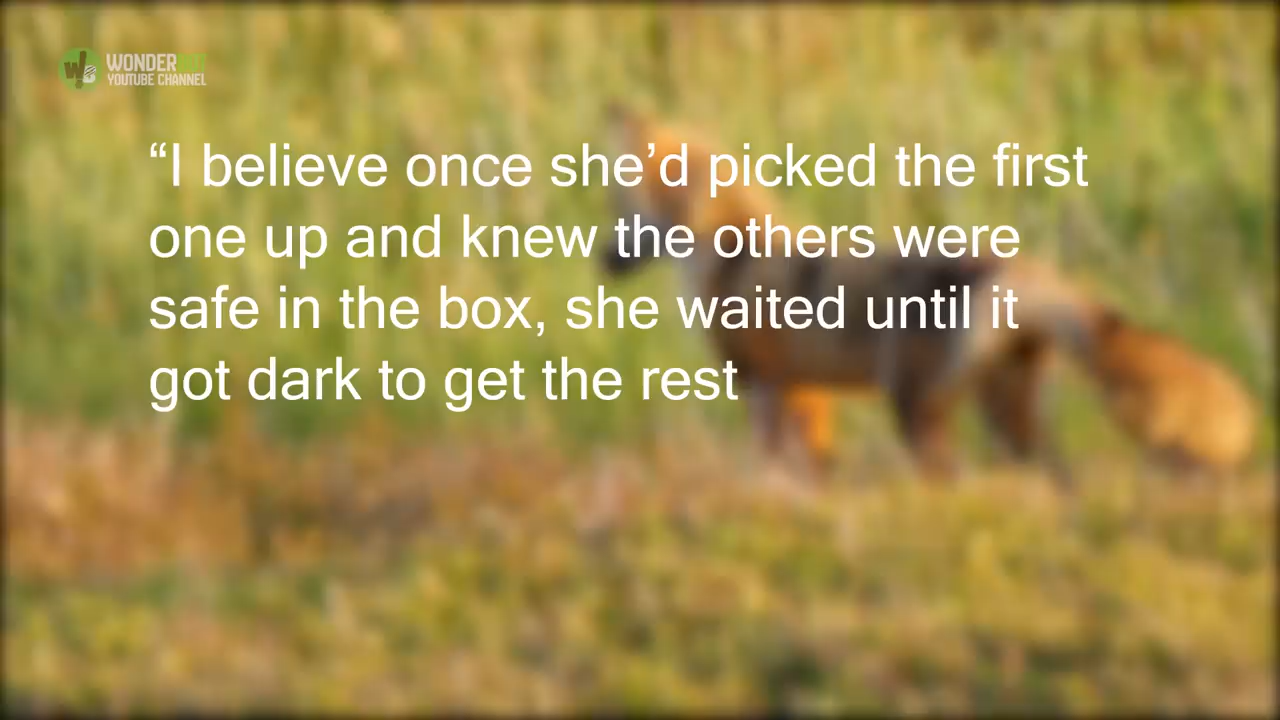 WONDERBOT
YOUTUBE CHANNEL
“I believe once she’d picked the first
one up and knew the others were
safe in the box, she waited until it
got dark to get the rest